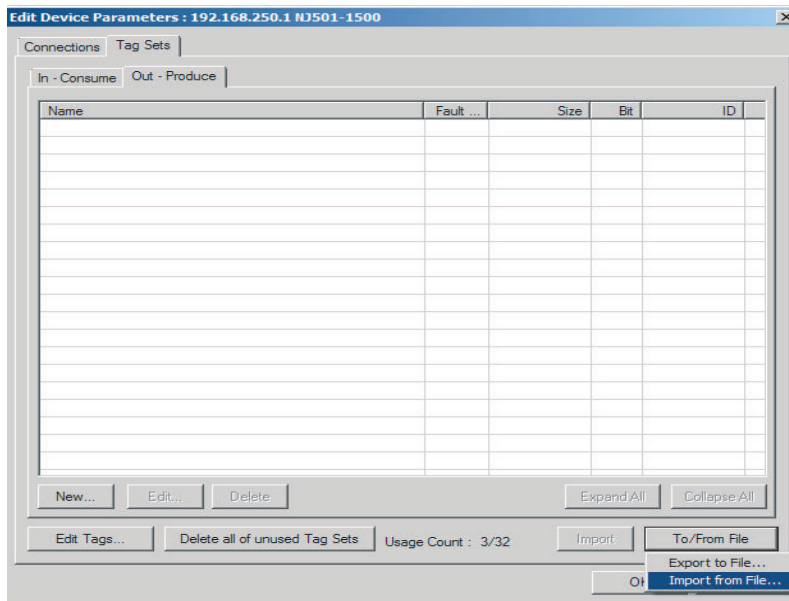 Edit Device Parameters : 192.168.250.1 NJ501-1500
Connections Tag Sets
In - Consume Out - Produce
Name Fault ... Size Bit ID
New... Edit... Delete Expand All Collapse All
Edit Tags... Delete all of unused Tag Sets Usage Count : 3/32 Import To/From File
Export to File...
Import from File...